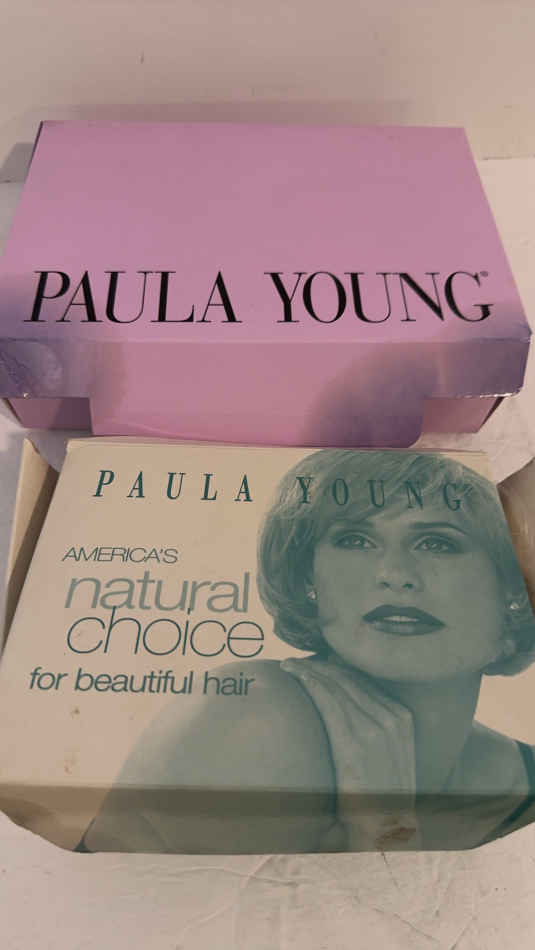 PAULA YOUNG®
PAULA YOUNG
AMERICA'S
natural
choice
for beautiful hair